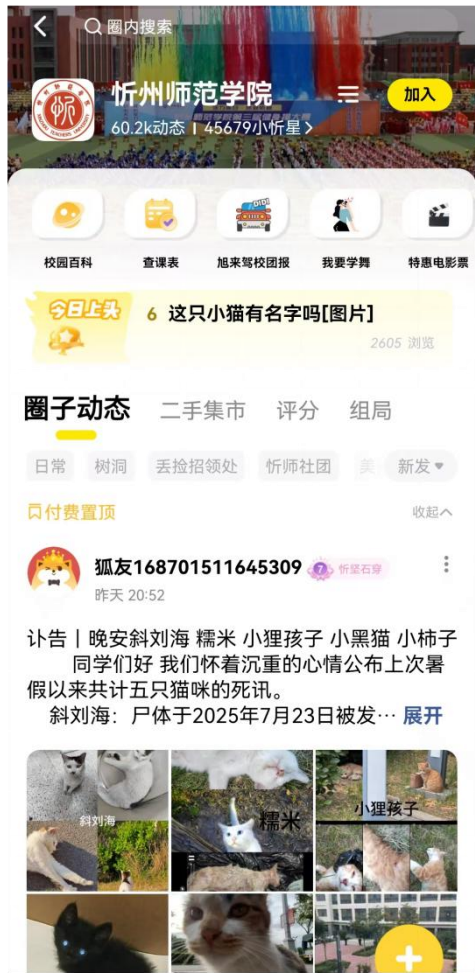 圈内搜索
忻州师范学院
加入
60.2k动态 | 45679小忻星>
校园百科
查课表
旭来驾校团报
我要学舞
特惠电影票
今日上头
6 这只小猫有名字吗[图片]
2605 浏览
圈子动态
二手集市
评分
组局
日常
树洞
丢捡招领处
忻师社团
美
新发
付费置顶
收起
狐友168701511645309
7 忻坚石穿
昨天 20:52
讣告丨晚安斜刘海 糯米 小狸孩子 小黑猫 小柿子
同学们好 我们怀着沉重的心情公布上次暑
假以来共计五只猫咪的死讯。
斜刘海：尸体于2025年7月23日被发… 展开
斜刘海
糯米
小狸孩子